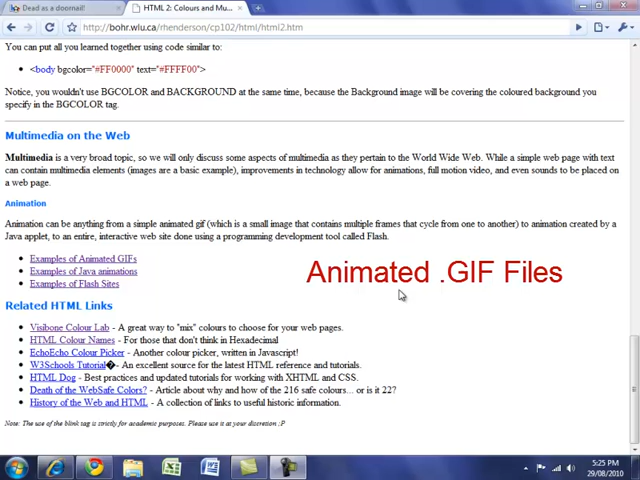 Dead as a doornail!
HTML 2: Colours and Mu...
http://bohr.wlu.ca/rhenderson/cp102/html/html2.htm
You can put all you learned together using code similar to:
<body bgcolor="#FF0000" text="#FFFF00">
Notice, you wouldn't use BGCOLOR and BACKGROUND at the same time, because the Background image will be covering the coloured background you
specify in the BGCOLOR tag.
Multimedia on the Web
Multimedia is a very broad topic, so we will only discuss some aspects of multimedia as they pertain to the World Wide Web. While a simple web page with text
can contain multimedia elements (images are a basic example), improvements in technology allow for animations, full motion video, and even sounds to be placed on
a web page.
Animation
Animation can be anything from a simple animated gif (which is a small image that contains multiple frames that cycle from one to another) to animation created by a
Java applet, to an entire, interactive web site done using a programming development tool called Flash.
Examples of Animated GIFs
Examples of Java animations
Examples of Flash Sites
Animated .GIF Files
Related HTML Links
Visibone Colour Lab - A great way to "mix" colours to choose for your web pages.
HTML Colour Names - For those that don't think in Hexadecimal
EchoEcho Colour Picker - Another colour picker, written in Javascript!
W3Schools Tutorial� - An excellent source for the latest HTML reference and tutorials.
HTML Dog - Best practices and updated tutorials for working with XHTML and CSS.
Death of the WebSafe Colors? - Article about why and how of the 216 safe colours... or is it 22?
History of the Web and HTML - A collection of links to useful historic information.
Note: The use of the blink tag is strictly for academic purposes. Please use it at your discretion ;P
5:25 PM
29/08/2010